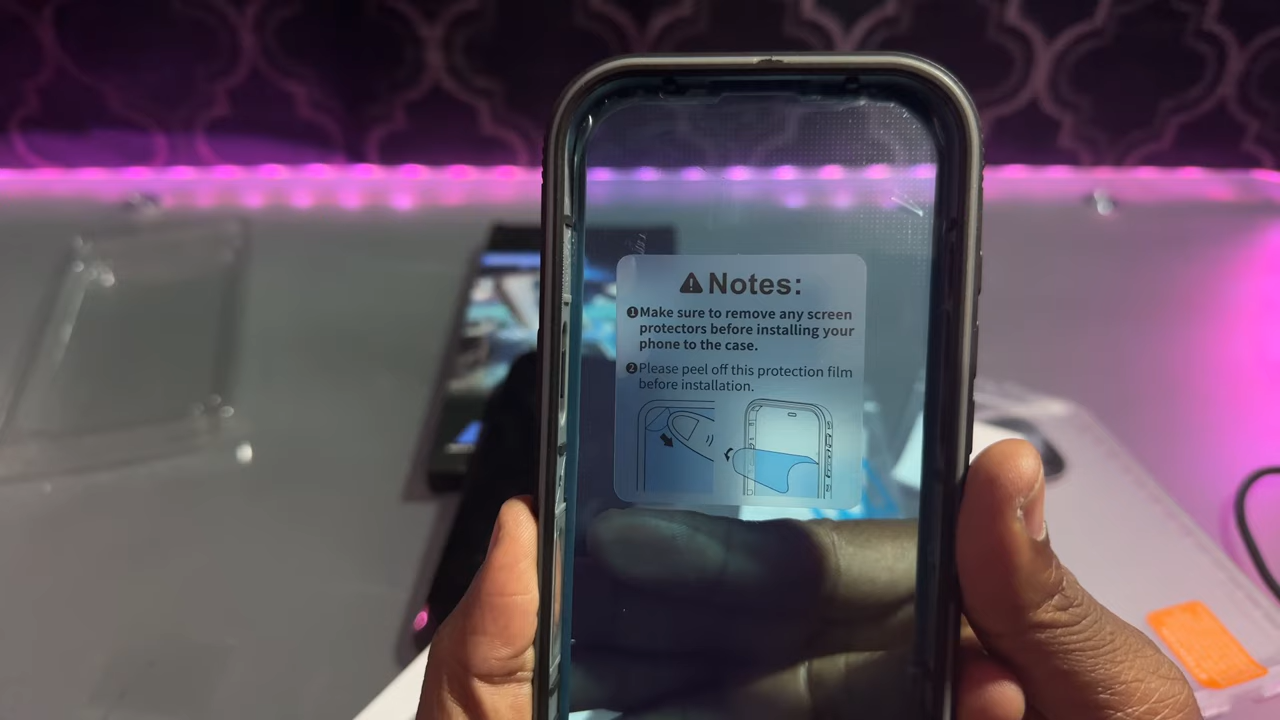 ⚠Notes:
❶Make sure to remove any screen
protectors before installing your
phone to the case.
❷Please peel off this protection film
before installation.